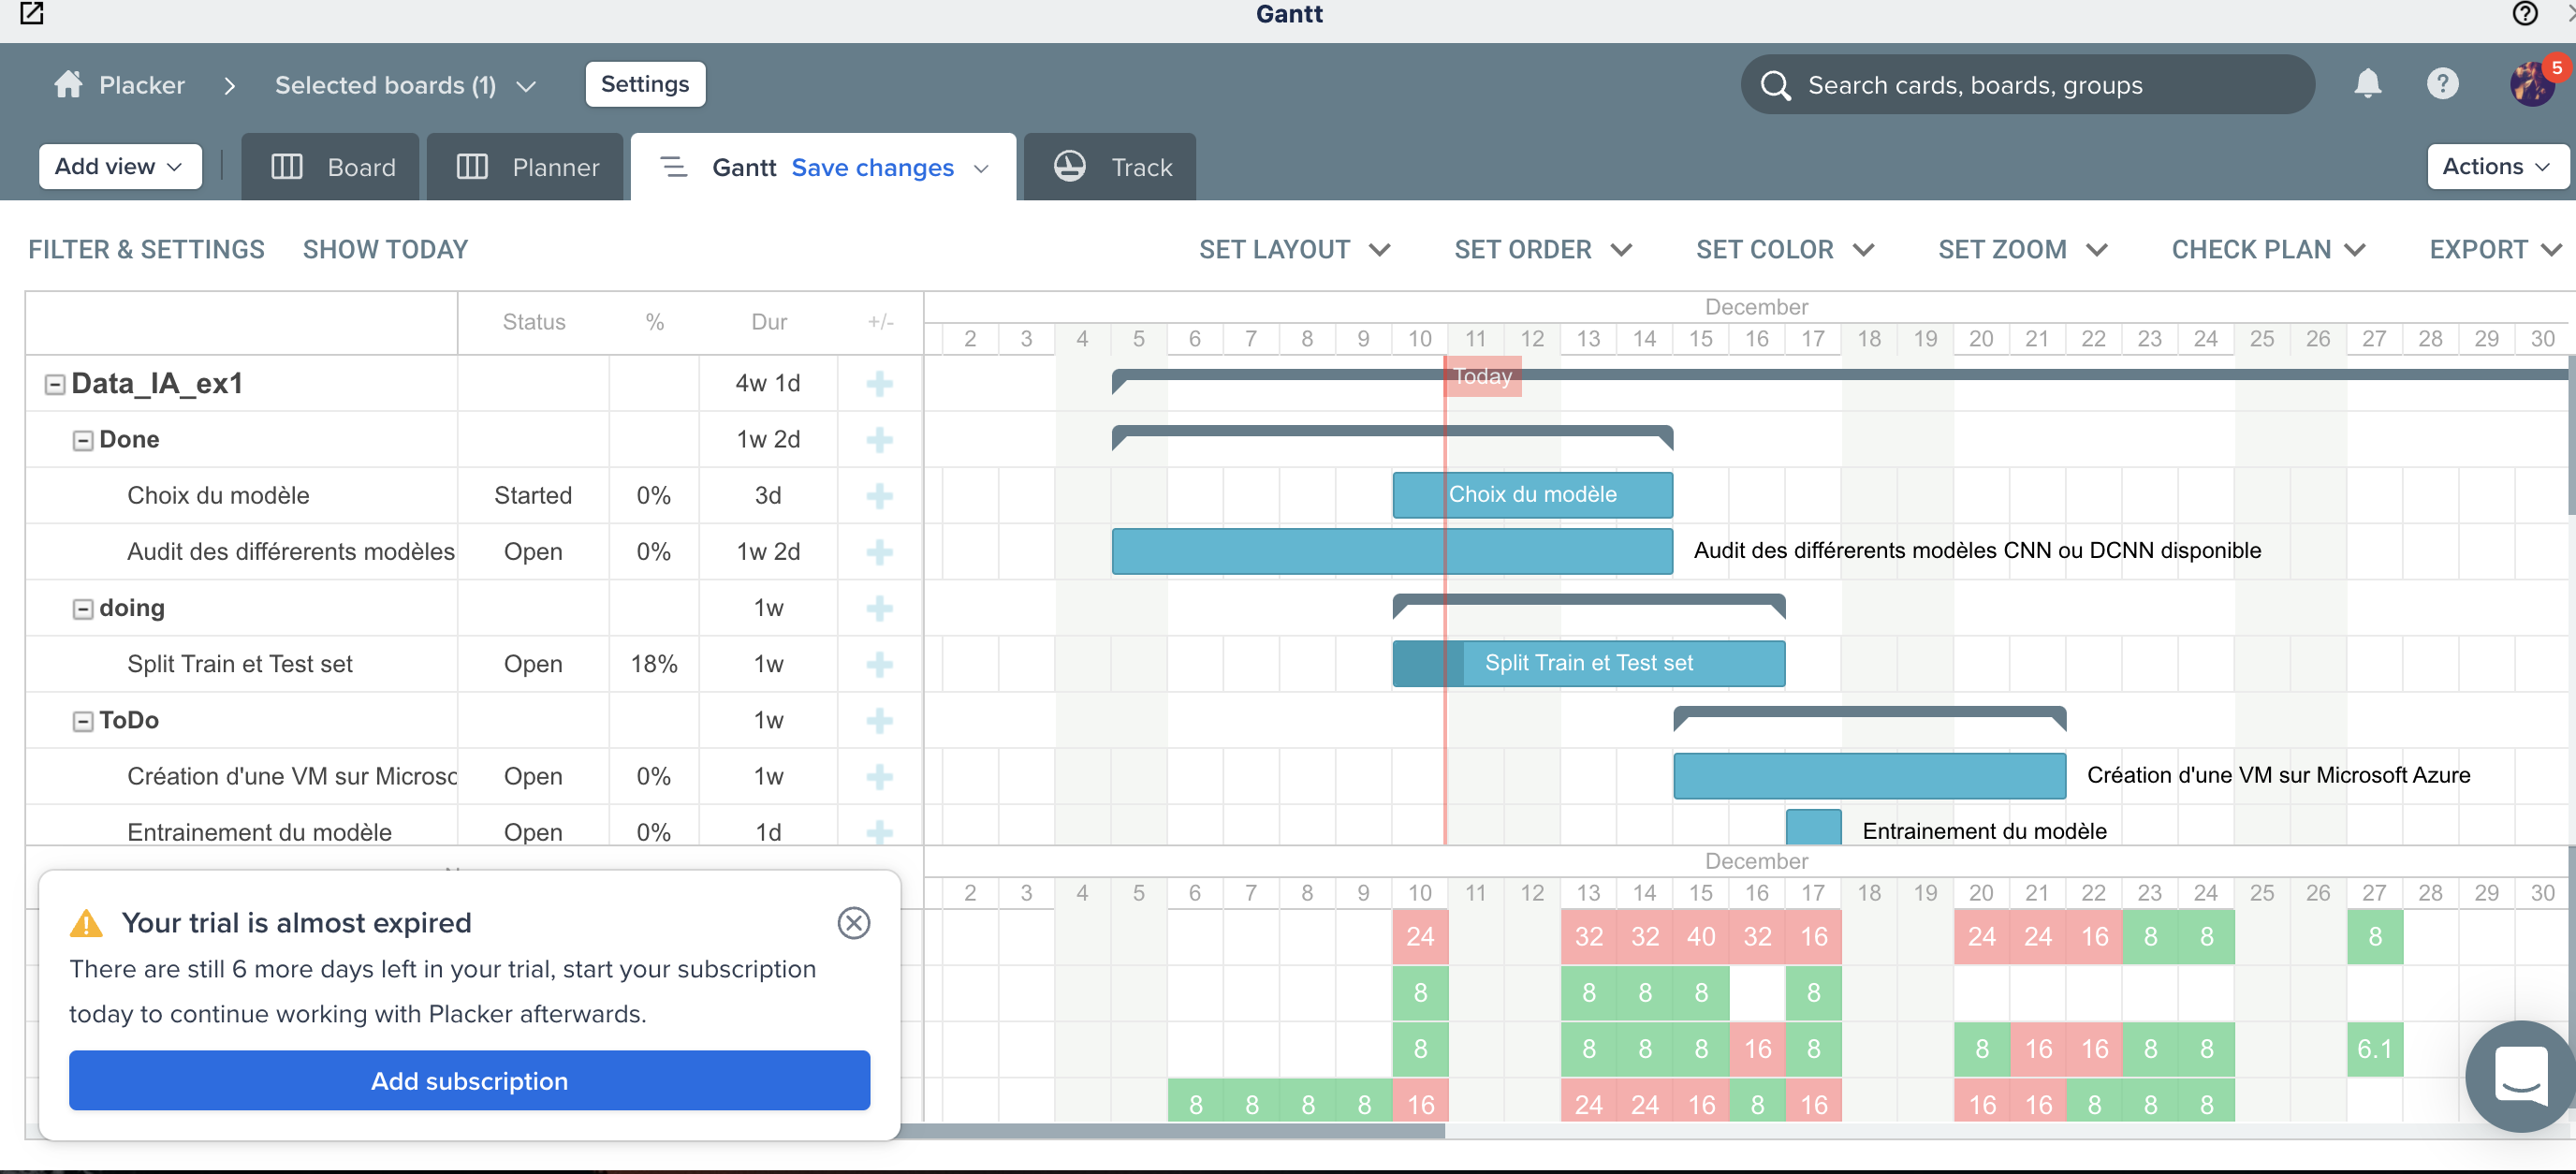 Gantt
Placker > Selected boards (1) Settings Search cards, boards, groups 5
Add view Board Planner Gantt Save changes Track Actions
FILTER & SETTINGS SHOW TODAY SET LAYOUT SET ORDER SET COLOR SET ZOOM CHECK PLAN EXPORT
December
Status % Dur +/-
2 3 4 5 6 7 8 9 10 11 12 13 14 15 16 17 18 19 20 21 22 23 24 25 26 27 28 29 30
Data_IA_ex1 4w 1d Today
Done 1w 2d
Choix du modèle Started 0% 3d Choix du modèle
Audit des différerents modèles Open 0% 1w 2d Audit des différerents modèles CNN ou DCNN disponible
doing 1w
Split Train et Test set Open 18% 1w Split Train et Test set
ToDo 1w
Création d'une VM sur Microsc Open 0% 1w Création d'une VM sur Microsoft Azure
Entrainement du modèle Open 0% 1d Entrainement du modèle
December
2 3 4 5 6 7 8 9 10 11 12 13 14 15 16 17 18 19 20 21 22 23 24 25 26 27 28 29 30
24 32 32 40 32 16 24 24 16 8 8 8
8 8 8 8 8
8 8 8 8 16 8 8 16 16 8 8 6.1
8 8 8 8 16 24 24 16 8 16 16 16 8 8 8
Your trial is almost expired
There are still 6 more days left in your trial, start your subscription
today to continue working with Placker afterwards.
Add subscription